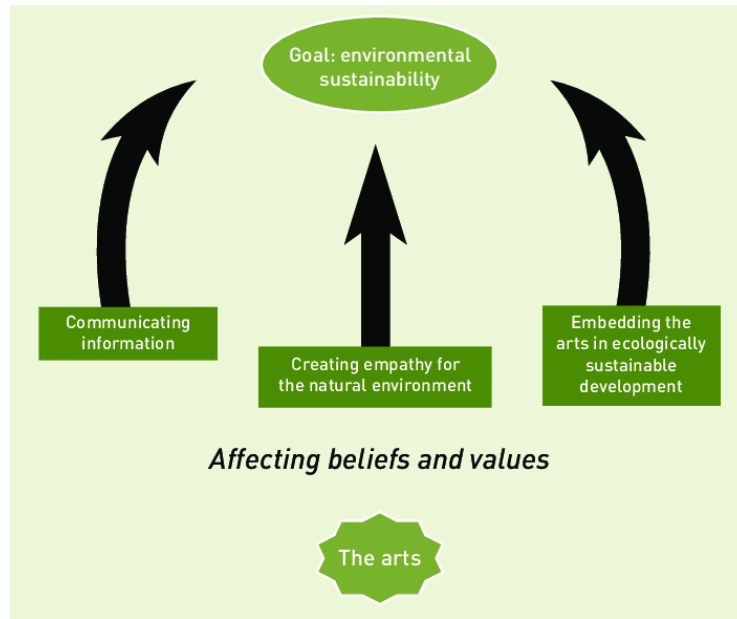 Goal: environmental
sustainability
Communicating
information
Creating empathy for
the natural environment
Embedding the
arts in ecologically
sustainable
development
Affecting beliefs and values
The arts